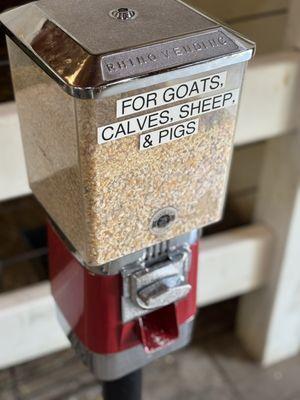 RHINO VENDING
FOR GOATS,
CALVES, SHEEP,
& PIGS